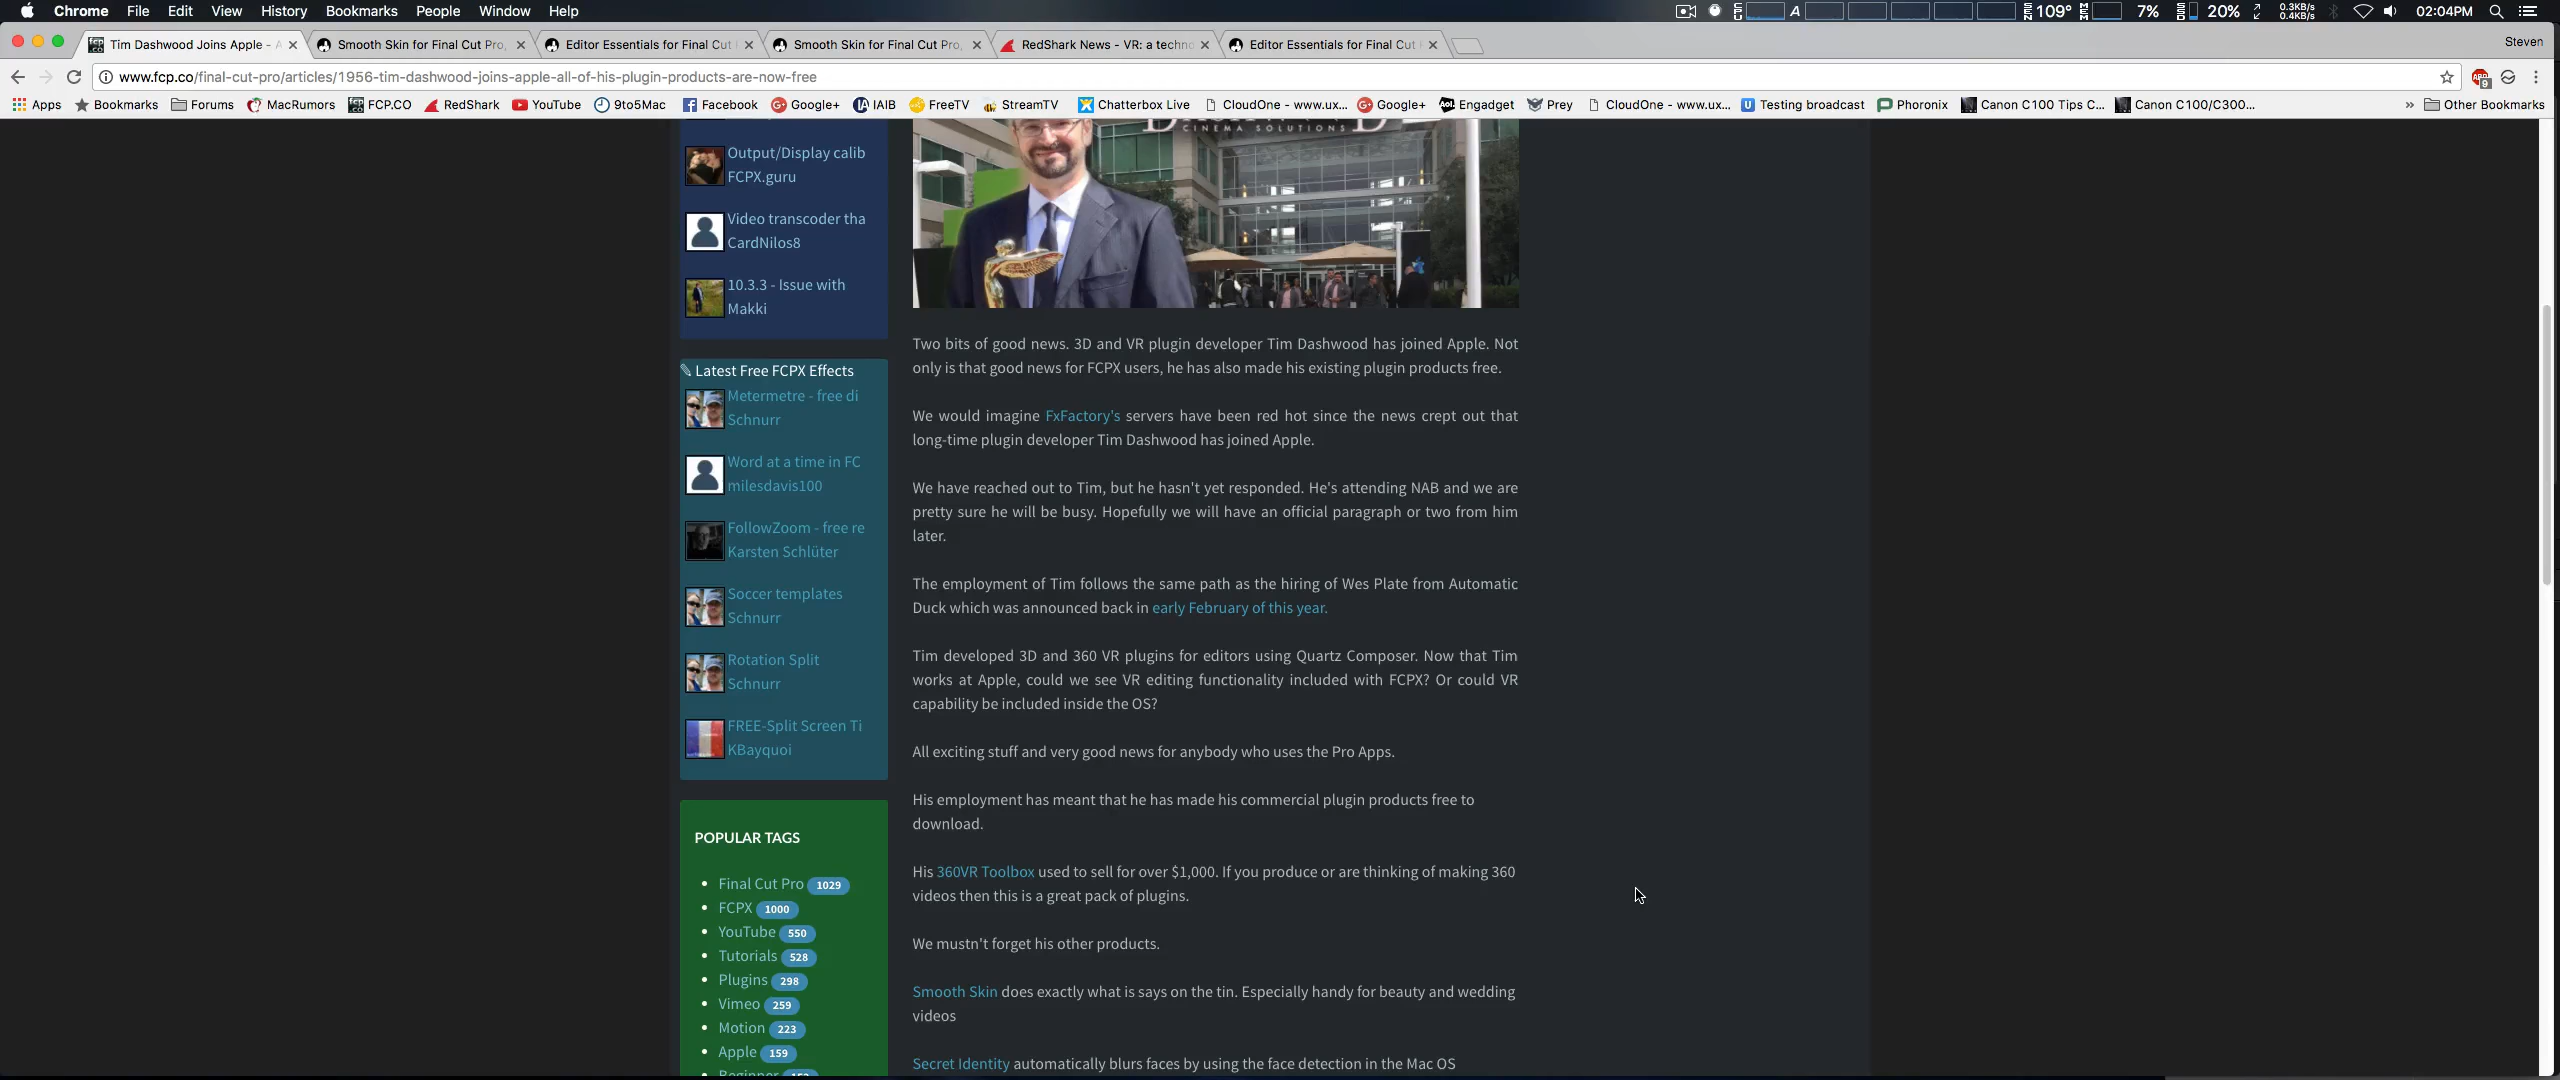 Chrome File Edit View History Bookmarks People Window Help
109° 7% 20% 0.3KB/s 0.4KB/s 02:04PM
Tim Dashwood Joins Apple - A
Smooth Skin for Final Cut Pro,
Editor Essentials for Final Cut
Smooth Skin for Final Cut Pro,
RedShark News - VR: a techno
Editor Essentials for Final Cut
Steven
www.fcp.co/final-cut-pro/articles/1956-tim-dashwood-joins-apple-all-of-his-plugin-products-are-now-free
Apps Bookmarks Forums MacRumors FCP.CO RedShark YouTube 9to5Mac Facebook Google+ IAIB FreeTV StreamTV Chatterbox Live CloudOne - www.ux... Google+ Engadget Prey CloudOne - www.ux... Testing broadcast Phoronix Canon C100 Tips C... Canon C100/C300... » Other Bookmarks
Output/Display calib
FCPX.guru
Video transcoder tha
CardNilos8
10.3.3 - Issue with
Makki
Latest Free FCPX Effects
Metermetre - free di
Schnurr
Word at a time in FC
milesdavis100
FollowZoom - free re
Karsten Schlüter
Soccer templates
Schnurr
Rotation Split
Schnurr
FREE-Split Screen Ti
KBayquoi
POPULAR TAGS
Final Cut Pro 1029
FCPX 1000
YouTube 550
Tutorials 528
Plugins 298
Vimeo 259
Motion 223
Apple 159
CINEMA SOLUTIONS
Two bits of good news. 3D and VR plugin developer Tim Dashwood has joined Apple. Not
only is that good news for FCPX users, he has also made his existing plugin products free.
We would imagine FxFactory's servers have been red hot since the news crept out that
long-time plugin developer Tim Dashwood has joined Apple.
We have reached out to Tim, but he hasn't yet responded. He's attending NAB and we are
pretty sure he will be busy. Hopefully we will have an official paragraph or two from him
later.
The employment of Tim follows the same path as the hiring of Wes Plate from Automatic
Duck which was announced back in early February of this year.
Tim developed 3D and 360 VR plugins for editors using Quartz Composer. Now that Tim
works at Apple, could we see VR editing functionality included with FCPX? Or could VR
capability be included inside the OS?
All exciting stuff and very good news for anybody who uses the Pro Apps.
His employment has meant that he has made his commercial plugin products free to
download.
His 360VR Toolbox used to sell for over $1,000. If you produce or are thinking of making 360
videos then this is a great pack of plugins.
We mustn't forget his other products.
Smooth Skin does exactly what is says on the tin. Especially handy for beauty and wedding
videos
Secret Identity automatically blurs faces by using the face detection in the Mac OS